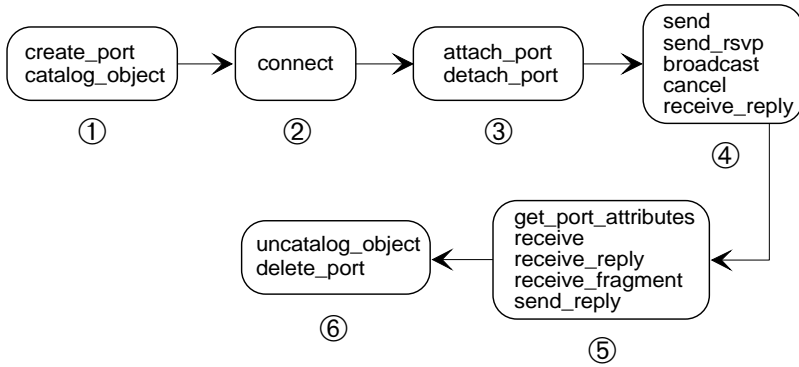 create_port
catalog_object
①
connect
②
attach_port
detach_port
③
send
send_rsvp
broadcast
cancel
receive_reply
④
get_port_attributes
receive
receive_reply
receive_fragment
send_reply
⑤
uncatalog_object
delete_port
⑥